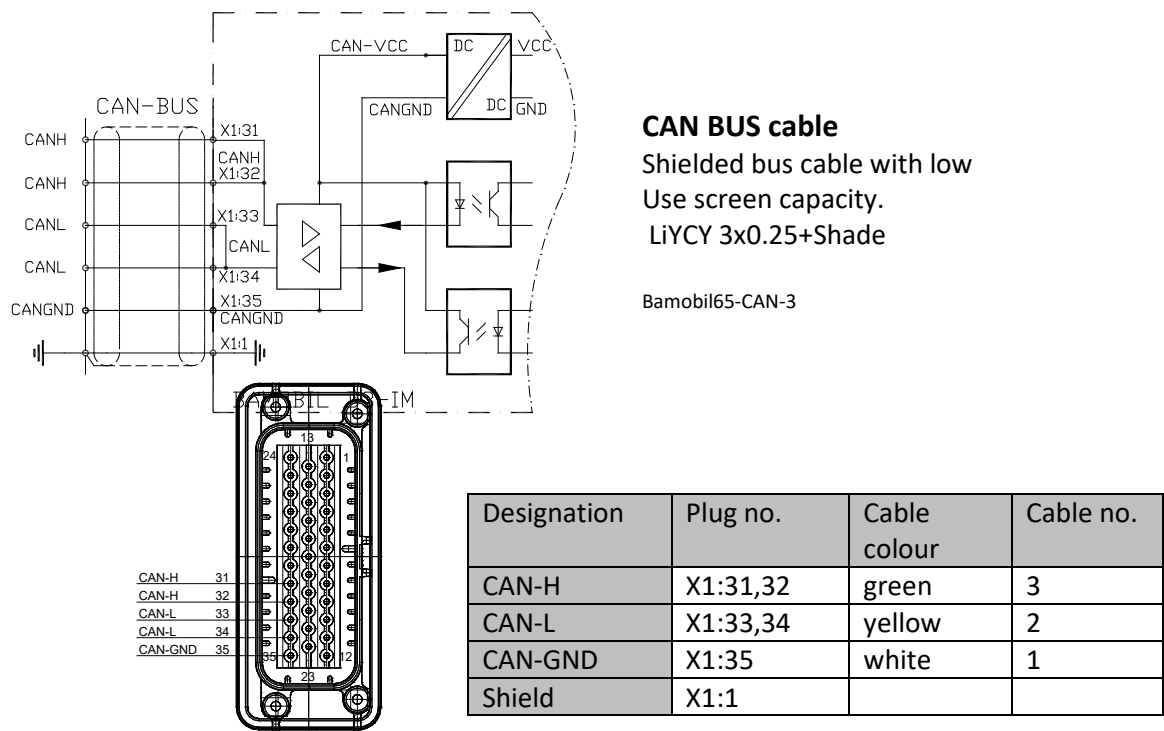 CAN-VCC
DC
VCC
CAN-BUS
CANGND
DC
GND
CANH
X1:31
CANH
CANH
X1:32
CANL
X1:33
CANL
CANL
X1:34
CANGND
X1:35
CANGND
X1:1
CAN BUS cable
Shielded bus cable with low
Use screen capacity.
LiYCY 3x0.25+Shade
Bamobil65-CAN-3
-IM
13
24
1
CAN-H 31
CAN-H 32
CAN-L 33
CAN-L 34
CAN-GND 35
35
12
23
Designation Plug no. Cable colour Cable no.
CAN-H X1:31,32 green 3
CAN-L X1:33,34 yellow 2
CAN-GND X1:35 white 1
Shield X1:1